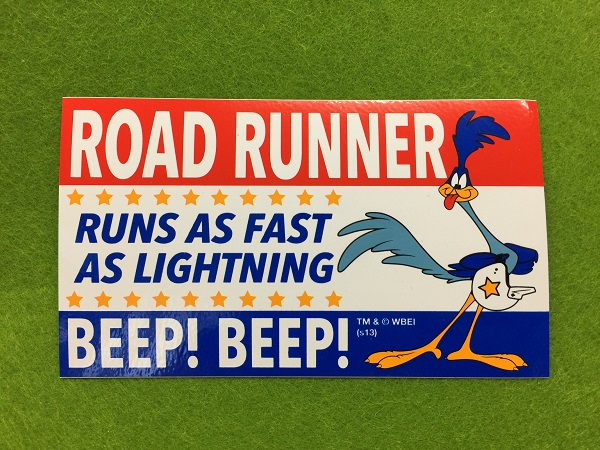 ROAD RUNNER
RUNS AS FAST
AS LIGHTNING
BEEP! BEEP!
TM & © WBEI
(s13)